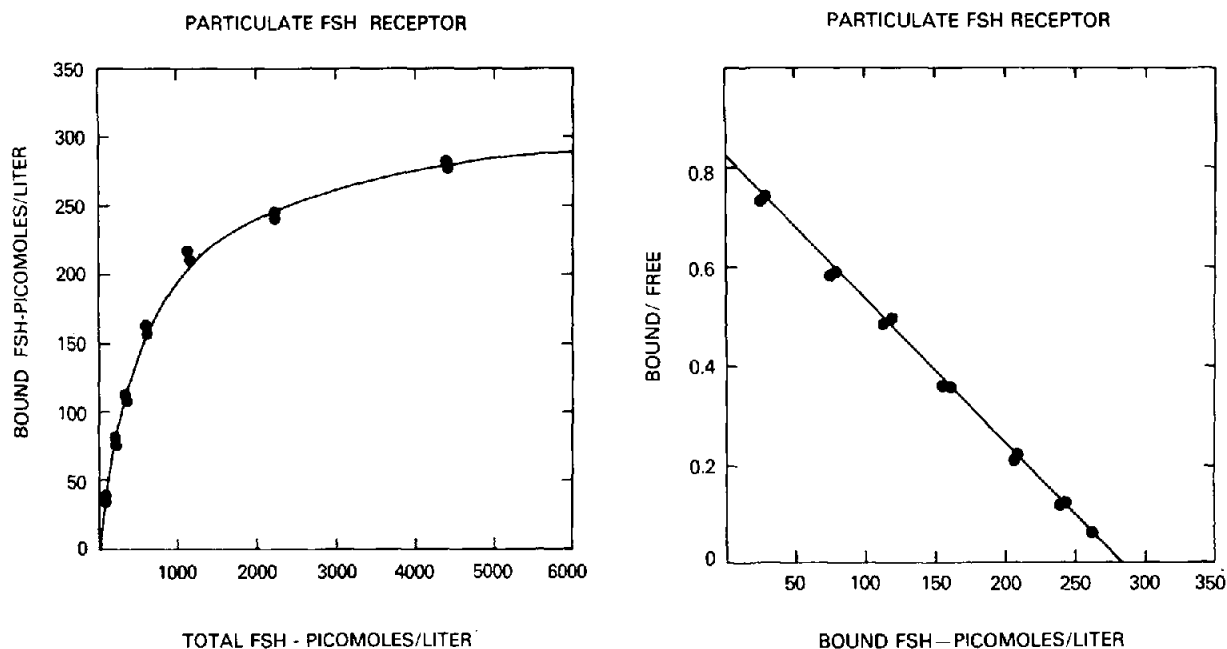 PARTICULATE FSH RECEPTOR
350
300
250
200
150
100
50
0
BOUND FSH-PICOMOLES/LITER
1000 2000 3000 4000 5000 6000
TOTAL FSH - PICOMOLES/LITER
PARTICULATE FSH RECEPTOR
0.8
0.6
0.4
0.2
0
BOUND/ FREE
50 100 150 200 250 300 350
BOUND FSH—PICOMOLES/LITER